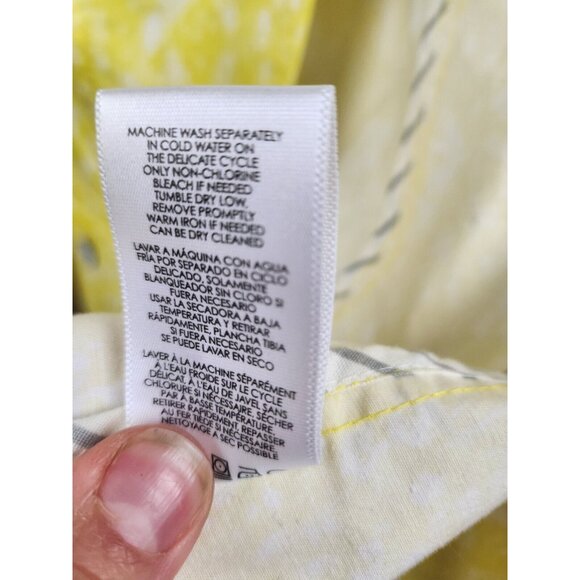 MACHINE WASH SEPARATELY
IN COLD WATER ON
THE DELICATE CYCLE
ONLY NON-CHLORINE
BLEACH IF NEEDED
TUMBLE DRY LOW,
REMOVE PROMPTLY
WARM IRON IF NEEDED
CAN BE DRY CLEANED
LAVAR A MÁQUINA CON AGUA
FRÍA POR SEPARADO EN CICLO
DELICADO, SOLAMENTE
BLANQUEADOR SIN CLORO SI
FUERA NECESARIO
USAR LA SECADORA A BAJA
TEMPERATURA Y RETIRAR
RÁPIDAMENTE, PLANCHA TIBIA
SI FUERA NECESARIO
SE PUEDE LAVAR EN SECO
LAVER À LA MACHINE SÉPARÉMENT
À L'EAU FROIDE SUR LE CYCLE
DÉLICAT, À L'EAU DE JAVEL SANS
CHLORURE SI NÉCESSAIRE, SÉCHER
PAR À BASSE TEMPÉRATURE,
RETIRER RAPIDEMENT, REPASSER
AU FER TIÈDE SI NÉCESSAIRE,
NETTOYAGE A SEC POSSIBLE